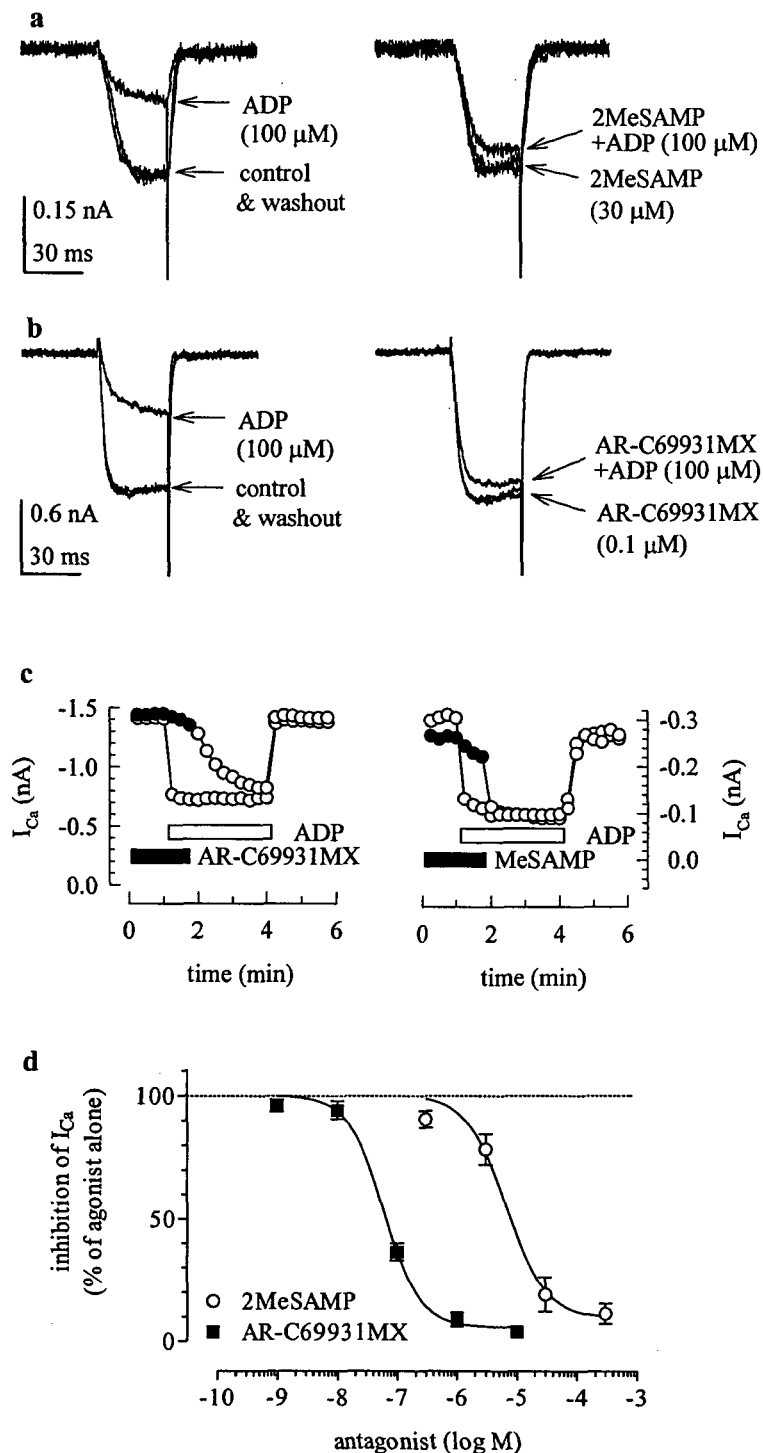 a
ADP
(100 µM)
control
& washout
0.15 nA
30 ms
2MeSAMP
+ADP (100 µM)
2MeSAMP
(30 µM)
b
ADP
(100 µM)
control
& washout
0.6 nA
30 ms
AR-C69931MX
+ADP (100 µM)
AR-C69931MX
(0.1 µM)
c
-1.5
-1.0
-0.5
0.0
I_Ca (nA)
ADP
AR-C69931MX
0 2 4 6
time (min)
-0.3
-0.2
-0.1
0.0
I_Ca (nA)
ADP
MeSAMP
0 2 4 6
time (min)
d
100
50
0
inhibition of I_Ca
(% of agonist alone)
2MeSAMP
AR-C69931MX
-10 -9 -8 -7 -6 -5 -4 -3
antagonist (log M)